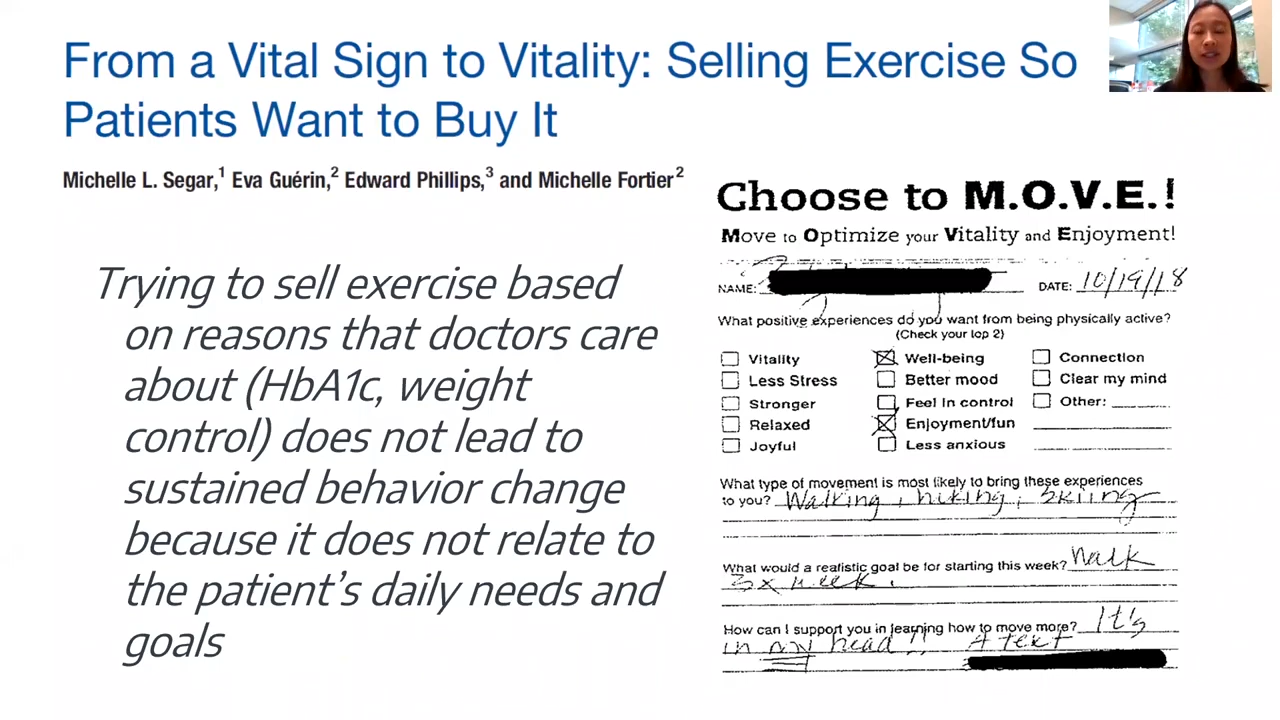 From a Vital Sign to Vitality: Selling Exercise So
Patients Want to Buy It
Michelle L. Segar,1 Eva Guérin,2 Edward Phillips,3 and Michelle Fortier2
Trying to sell exercise based
on reasons that doctors care
about (HbA1c, weight
control) does not lead to
sustained behavior change
because it does not relate to
the patient's daily needs and
goals
Choose to M.O.V.E.!
Move to Optimize your Vitality and Enjoyment!
NAME: DATE: 10/19/18
What positive experiences do you want from being physically active?
(Check your top 2)
Vitality Well-being Connection
Less Stress Better mood Clear my mind
Stronger Feel in control Other:
Relaxed Enjoyment/fun
Joyful Less anxious
What type of movement is most likely to bring these experiences
to you? Walking, hiking, skiing
What would a realistic goal be for starting this week? Walk
3x week.
How can I support you in learning how to move more? It's
in my head!! A text